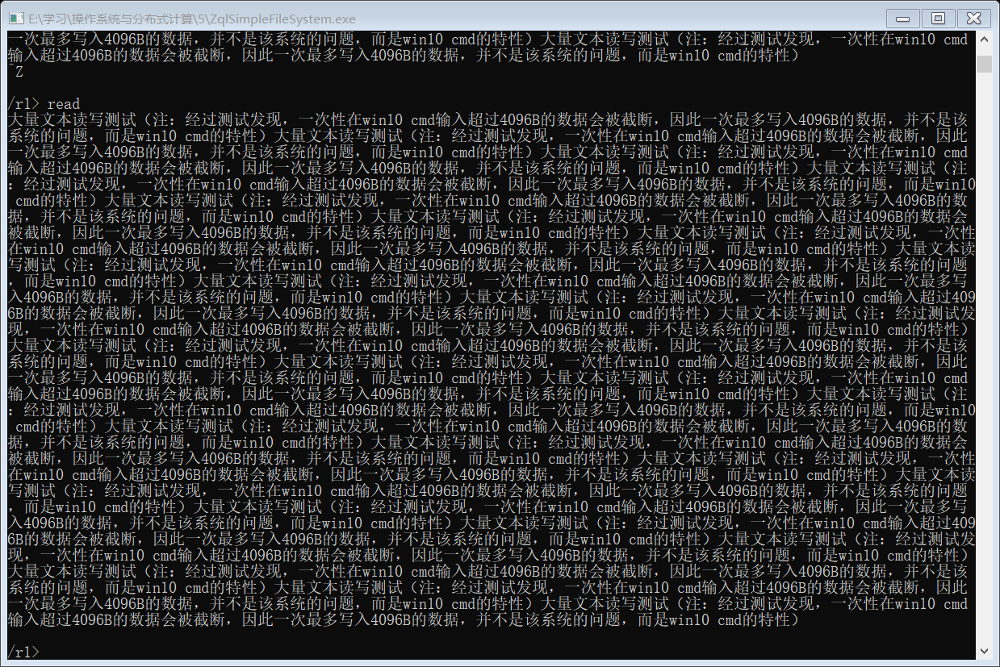 E:\学习\操作系统与分布式计算\5\ZqlSimpleFileSystem.exe
一次最多写入4096B的数据，并不是该系统的问题，而是win10 cmd的特性）大量文本读写测试（注：经过测试发现，一次性在win10 cmd
输入超过4096B的数据会被截断，因此一次最多写入4096B的数据，并不是该系统的问题，而是win10 cmd的特性）
^Z
/rl> read
大量文本读写测试（注：经过测试发现，一次性在win10 cmd输入超过4096B的数据会被截断，因此一次最多写入4096B的数据，并不是该
系统的问题，而是win10 cmd的特性）大量文本读写测试（注：经过测试发现，一次性在win10 cmd输入超过4096B的数据会被截断，因此
一次最多写入4096B的数据，并不是该系统的问题，而是win10 cmd的特性）大量文本读写测试（注：经过测试发现，一次性在win10 cmd
输入超过4096B的数据会被截断，因此一次最多写入4096B的数据，并不是该系统的问题，而是win10 cmd的特性）大量文本读写测试（注
：经过测试发现，一次性在win10 cmd输入超过4096B的数据会被截断，因此一次最多写入4096B的数据，并不是该系统的问题，而是win10
 cmd的特性）大量文本读写测试（注：经过测试发现，一次性在win10 cmd输入超过4096B的数据会被截断，因此一次最多写入4096B的数
据，并不是该系统的问题，而是win10 cmd的特性）大量文本读写测试（注：经过测试发现，一次性在win10 cmd输入超过4096B的数据会
被截断，因此一次最多写入4096B的数据，并不是该系统的问题，而是win10 cmd的特性）大量文本读写测试（注：经过测试发现，一次性
在win10 cmd输入超过4096B的数据会被截断，因此一次最多写入4096B的数据，并不是该系统的问题，而是win10 cmd的特性）大量文本读
写测试（注：经过测试发现，一次性在win10 cmd输入超过4096B的数据会被截断，因此一次最多写入4096B的数据，并不是该系统的问题
，而是win10 cmd的特性）大量文本读写测试（注：经过测试发现，一次性在win10 cmd输入超过4096B的数据会被截断，因此一次最多写
入4096B的数据，并不是该系统的问题，而是win10 cmd的特性）大量文本读写测试（注：经过测试发现，一次性在win10 cmd输入超过409
6B的数据会被截断，因此一次最多写入4096B的数据，并不是该系统的问题，而是win10 cmd的特性）大量文本读写测试（注：经过测试发
现，一次性在win10 cmd输入超过4096B的数据会被截断，因此一次最多写入4096B的数据，并不是该系统的问题，而是win10 cmd的特性）
大量文本读写测试（注：经过测试发现，一次性在win10 cmd输入超过4096B的数据会被截断，因此一次最多写入4096B的数据，并不是该
系统的问题，而是win10 cmd的特性）大量文本读写测试（注：经过测试发现，一次性在win10 cmd输入超过4096B的数据会被截断，因此
一次最多写入4096B的数据，并不是该系统的问题，而是win10 cmd的特性）大量文本读写测试（注：经过测试发现，一次性在win10 cmd
输入超过4096B的数据会被截断，因此一次最多写入4096B的数据，并不是该系统的问题，而是win10 cmd的特性）大量文本读写测试（注
：经过测试发现，一次性在win10 cmd输入超过4096B的数据会被截断，因此一次最多写入4096B的数据，并不是该系统的问题，而是win10
 cmd的特性）大量文本读写测试（注：经过测试发现，一次性在win10 cmd输入超过4096B的数据会被截断，因此一次最多写入4096B的数
据，并不是该系统的问题，而是win10 cmd的特性）大量文本读写测试（注：经过测试发现，一次性在win10 cmd输入超过4096B的数据会
被截断，因此一次最多写入4096B的数据，并不是该系统的问题，而是win10 cmd的特性）大量文本读写测试（注：经过测试发现，一次性
在win10 cmd输入超过4096B的数据会被截断，因此一次最多写入4096B的数据，并不是该系统的问题，而是win10 cmd的特性）大量文本读
写测试（注：经过测试发现，一次性在win10 cmd输入超过4096B的数据会被截断，因此一次最多写入4096B的数据，并不是该系统的问题
，而是win10 cmd的特性）大量文本读写测试（注：经过测试发现，一次性在win10 cmd输入超过4096B的数据会被截断，因此一次最多写
入4096B的数据，并不是该系统的问题，而是win10 cmd的特性）大量文本读写测试（注：经过测试发现，一次性在win10 cmd输入超过409
6B的数据会被截断，因此一次最多写入4096B的数据，并不是该系统的问题，而是win10 cmd的特性）大量文本读写测试（注：经过测试发
现，一次性在win10 cmd输入超过4096B的数据会被截断，因此一次最多写入4096B的数据，并不是该系统的问题，而是win10 cmd的特性）
大量文本读写测试（注：经过测试发现，一次性在win10 cmd输入超过4096B的数据会被截断，因此一次最多写入4096B的数据，并不是该
系统的问题，而是win10 cmd的特性）大量文本读写测试（注：经过测试发现，一次性在win10 cmd输入超过4096B的数据会被截断，因此
一次最多写入4096B的数据，并不是该系统的问题，而是win10 cmd的特性）大量文本读写测试（注：经过测试发现，一次性在win10 cmd
输入超过4096B的数据会被截断，因此一次最多写入4096B的数据，并不是该系统的问题，而是win10 cmd的特性）
/rl>